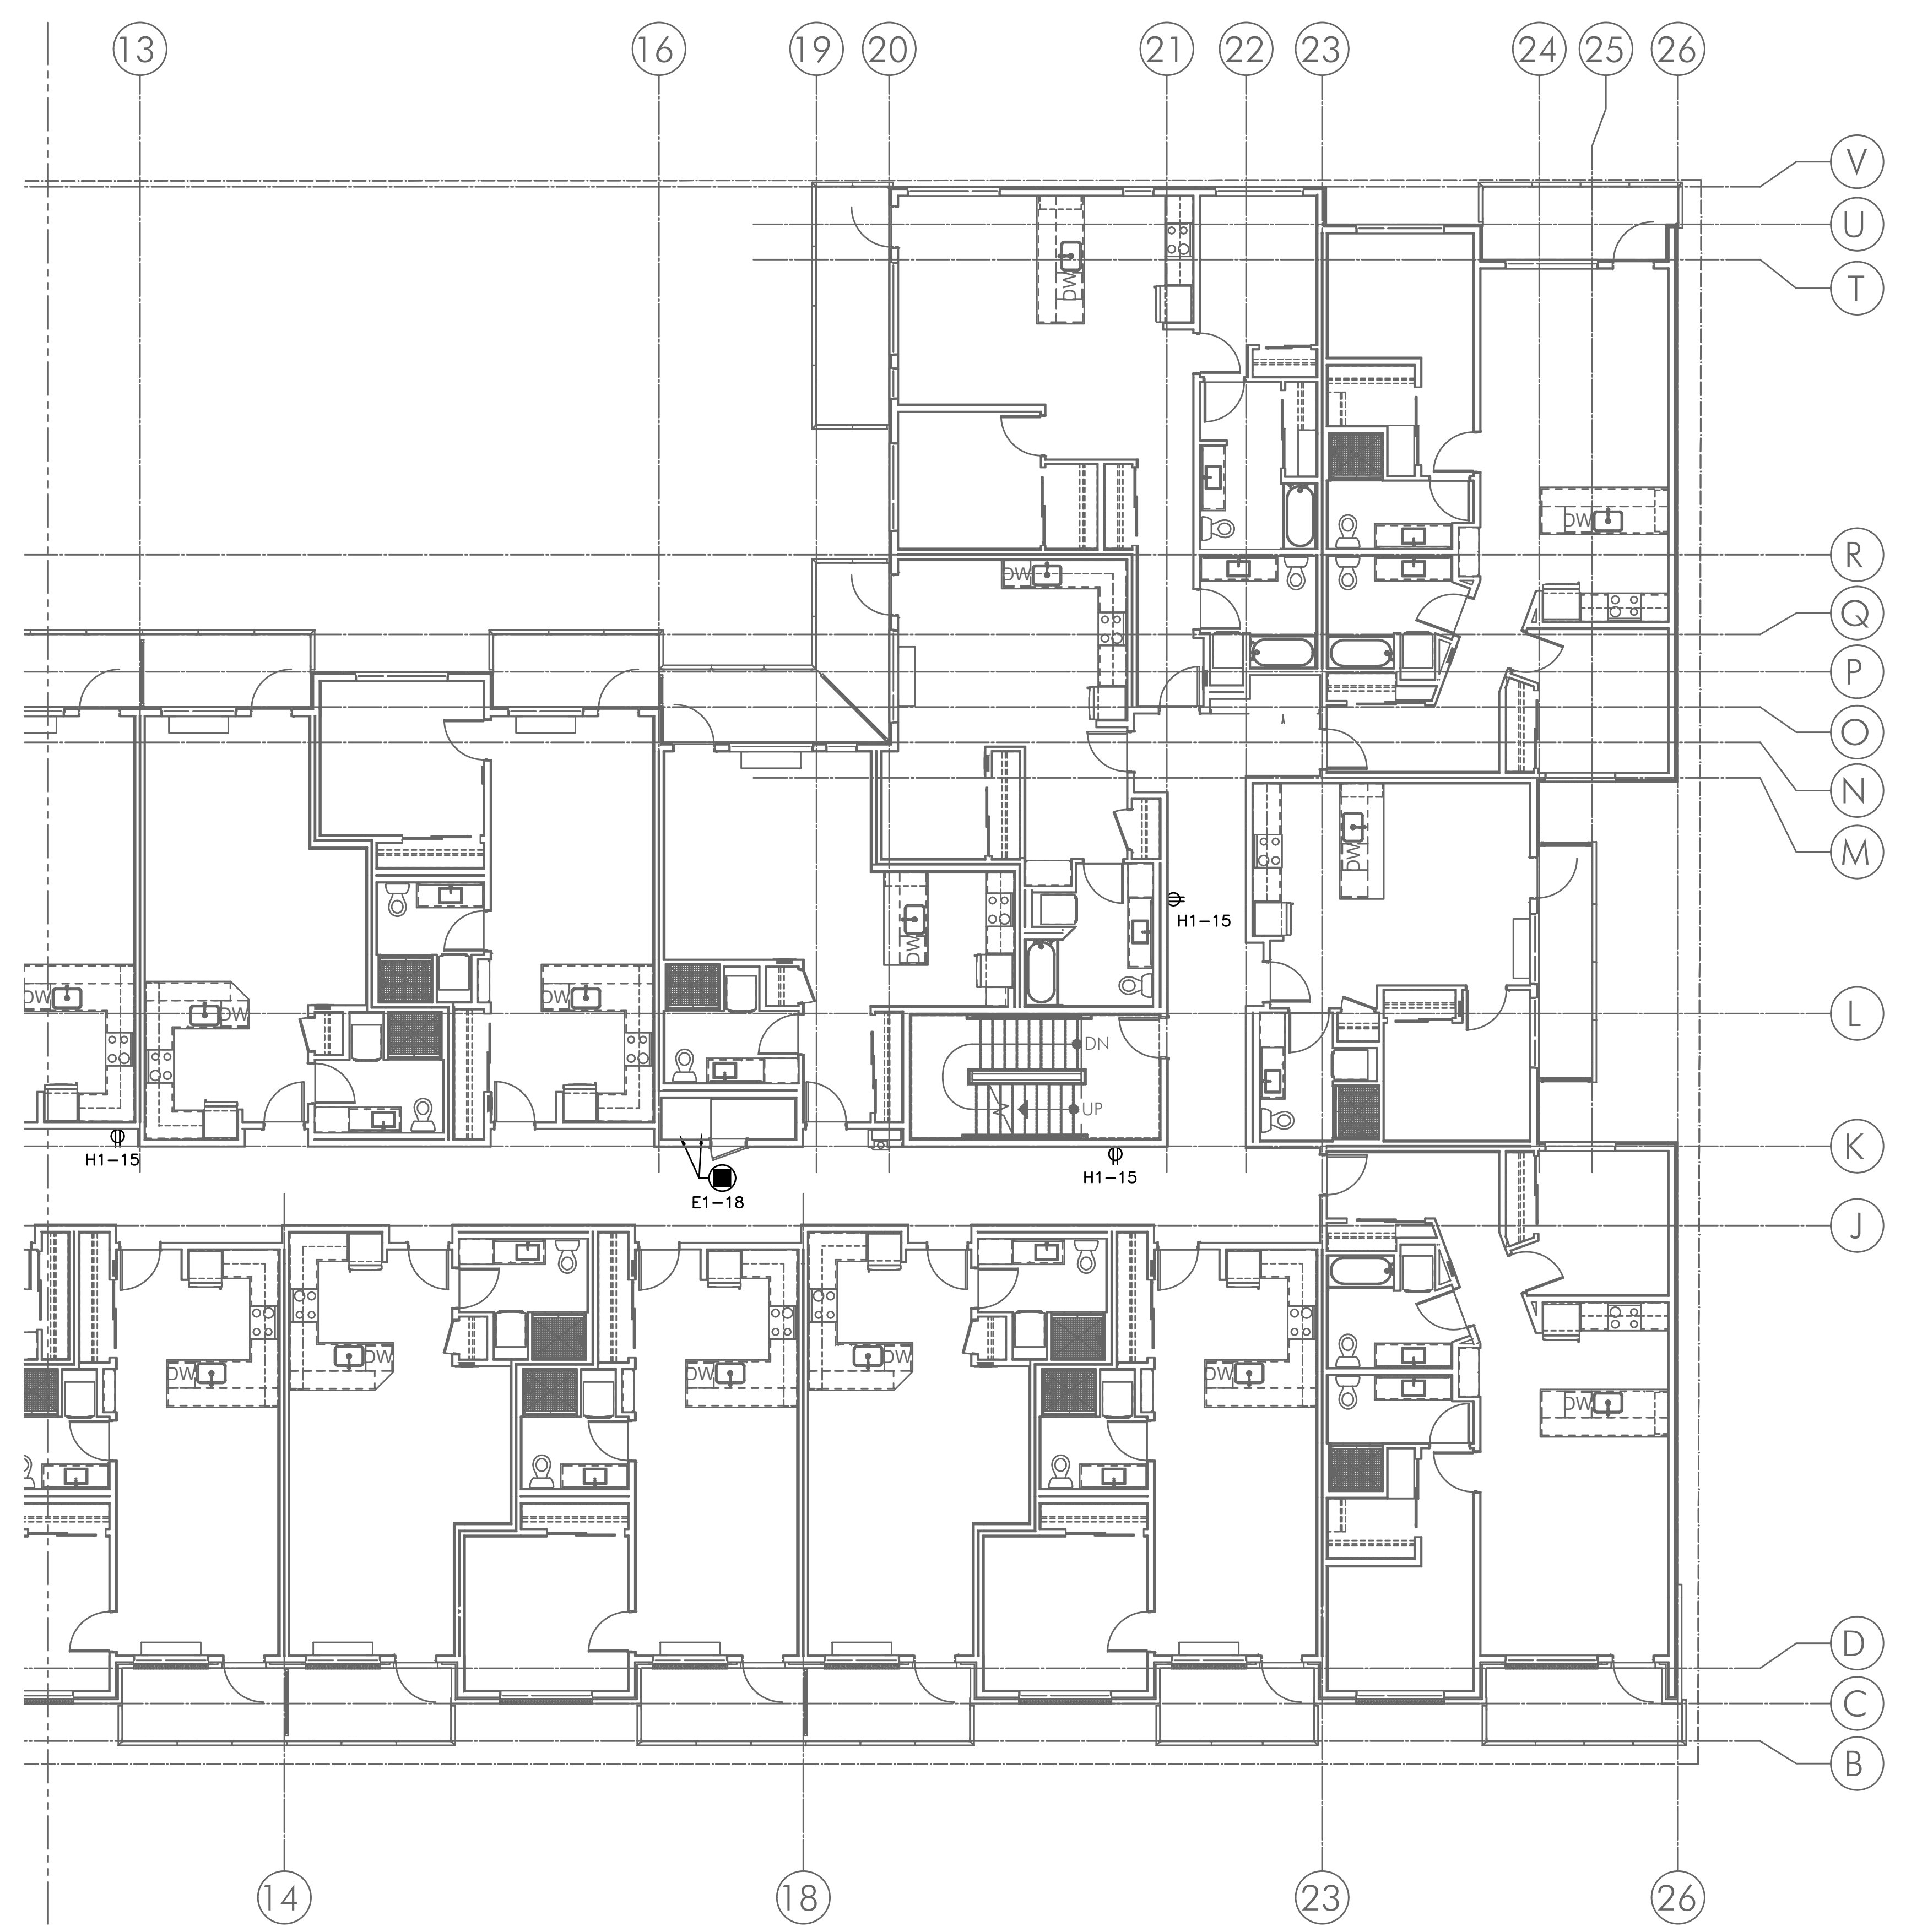 13 16 19 20 21 22 23 24 25 26
V
U
T
DW
DW
R
DW
Q
P
O
N
DW
M
H1-15
DW
DW
DW
DW
L
DN
UP
K
H1-15
H1-15
E1-18
J
DW
DW
DW
DW
DW
DW
DW
D
C
B
14 18 23 26